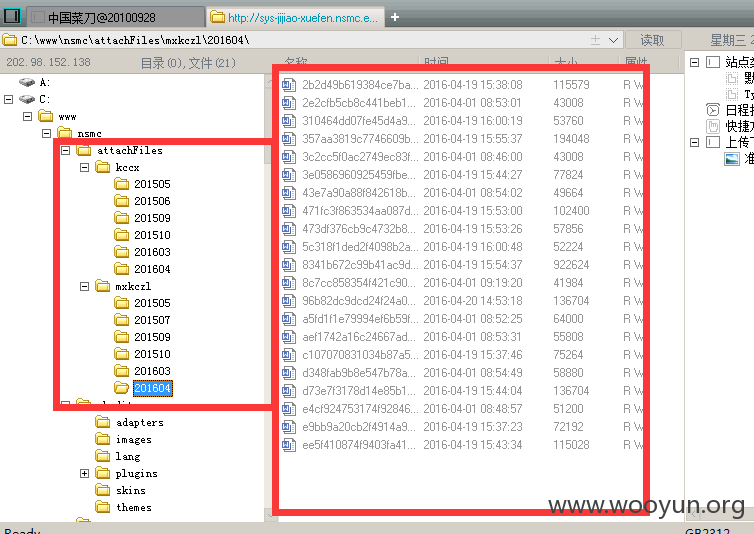 中国菜刀@20100928
http://sys-jijiao-xuefen.nsmc.e...
C:\www\nsmc\attachFiles\mxkczl\201604\
读取
星期三
202.98.152.138
目录(0),文件(21)
名称
时间
大小
属性
A:
C:
www
nsmc
attachFiles
kccx
201505
201506
201509
201510
201603
201604
mxkczl
201505
201507
201509
201510
201603
201604
adapters
images
lang
plugins
skins
themes
2b2d49b619384ce7ba... 2016-04-19 15:38:08 115579 R W
2e2cfb5cb8c441beb1... 2016-04-01 08:53:01 43008 R W
310464dd07fe45d4a9... 2016-04-19 16:00:19 53760 R W
357aa3819c7746609b... 2016-04-19 15:55:37 194048 R W
3c2cc5f0ac2749ec83f... 2016-04-01 08:46:00 43008 R W
3e0586960925459fbe... 2016-04-19 15:44:27 77824 R W
43e7a90a88f842618b... 2016-04-01 08:54:02 49664 R W
471fc3f863534aa087d... 2016-04-19 15:53:00 102400 R W
473df376cb9c4732b8... 2016-04-19 15:53:26 57856 R W
5c318f1ded2f4098b2a... 2016-04-19 16:00:48 52224 R W
8341b672c99b41ac9d... 2016-04-19 15:54:37 922624 R W
8c7cc858354f421c90... 2016-04-01 09:19:20 41984 R W
96b82dc9dcd24f24a0... 2016-04-20 14:53:18 136704 R W
a5fd1f1e79994ef6b59f... 2016-04-01 08:52:25 64000 R W
aef1742a16c24667ad... 2016-04-01 08:53:31 55808 R W
c107070831034b87a5... 2016-04-19 15:37:46 75264 R W
d348fab9b8e547b78a... 2016-04-01 08:54:49 58880 R W
d73e7f3178d14e85b1... 2016-04-19 15:44:04 136704 R W
e4cf924753174f92846... 2016-04-01 08:48:57 51200 R W
e9bb9a20cb2f4914a9... 2016-04-19 15:37:23 72192 R W
ee5f410874f9403fa41... 2016-04-19 15:43:34 115028 R W
站点类
日程提
快捷方
上传下
www.wooyun.org
Ready
GB2312